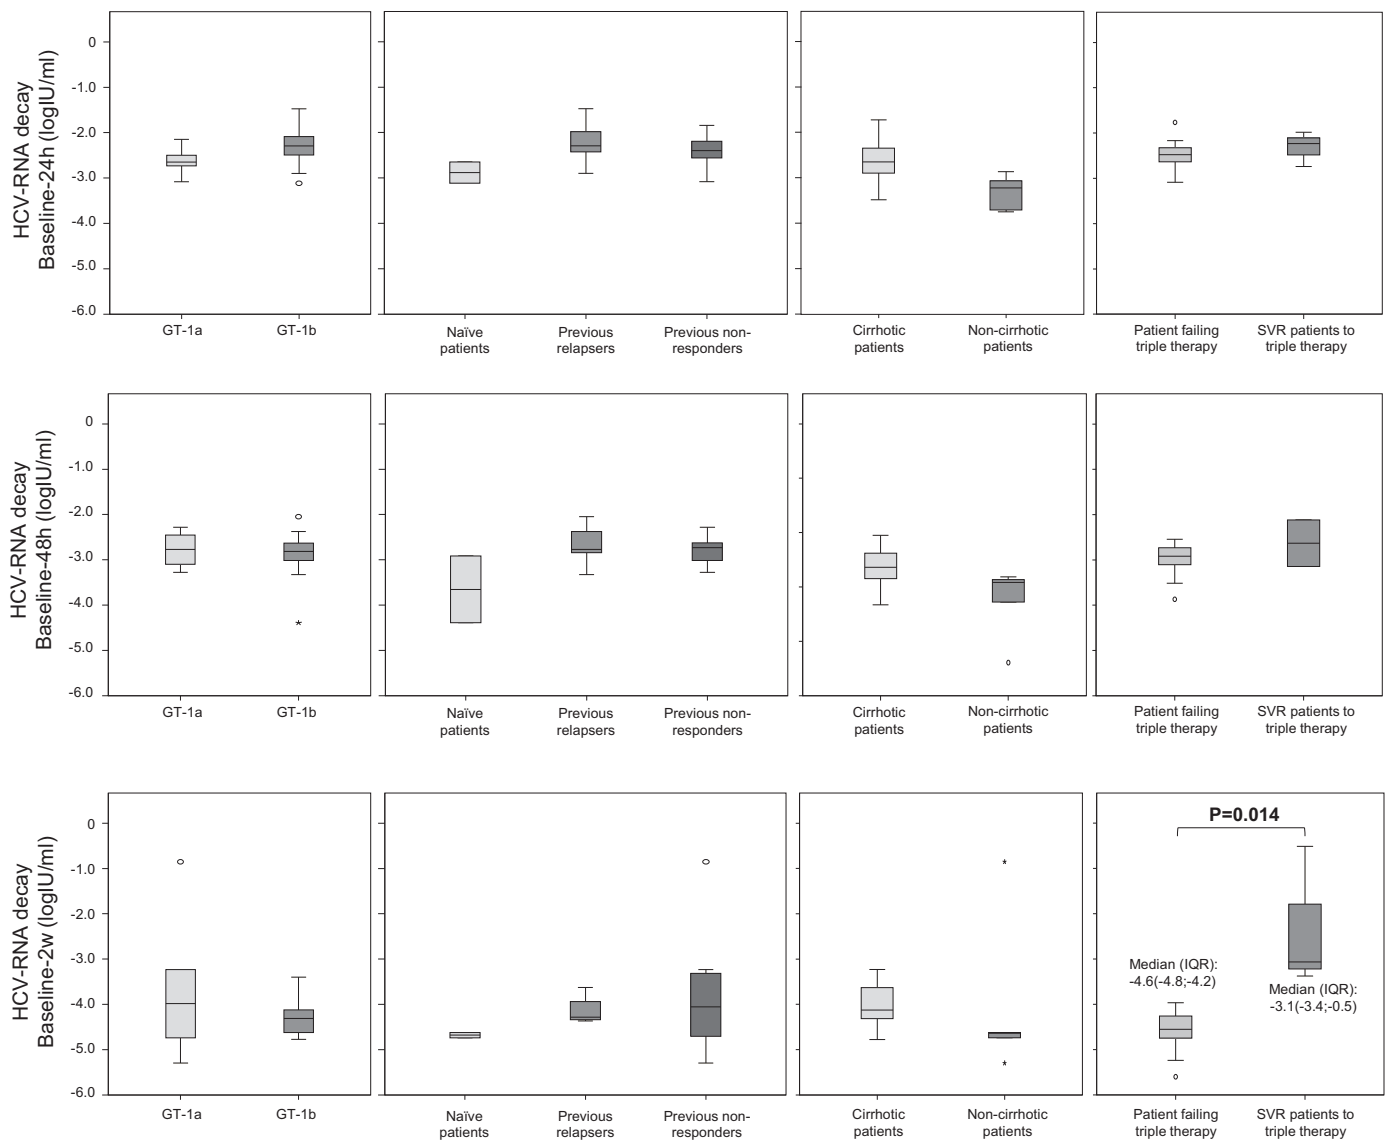 HCV-RNA decay
Baseline-24h (logIU/ml)
0
-1.0
-2.0
-3.0
-4.0
-5.0
-6.0
GT-1a
GT-1b
Naïve
patients
Previous
relapsers
Previous non-
responders
Cirrhotic
patients
Non-cirrhotic
patients
Patient failing
triple therapy
SVR patients to
triple therapy
HCV-RNA decay
Baseline-48h (logIU/ml)
0
-1.0
-2.0
-3.0
-4.0
-5.0
-6.0
GT-1a
GT-1b
Naïve
patients
Previous
relapsers
Previous non-
responders
Cirrhotic
patients
Non-cirrhotic
patients
Patient failing
triple therapy
SVR patients to
triple therapy
HCV-RNA decay
Baseline-2w (logIU/ml)
0
-1.0
-2.0
-3.0
-4.0
-5.0
-6.0
GT-1a
GT-1b
Naïve
patients
Previous
relapsers
Previous non-
responders
Cirrhotic
patients
Non-cirrhotic
patients
P=0.014
Median (IQR):
-4.6(-4.8;-4.2)
Median (IQR):
-3.1(-3.4;-0.5)
Patient failing
triple therapy
SVR patients to
triple therapy